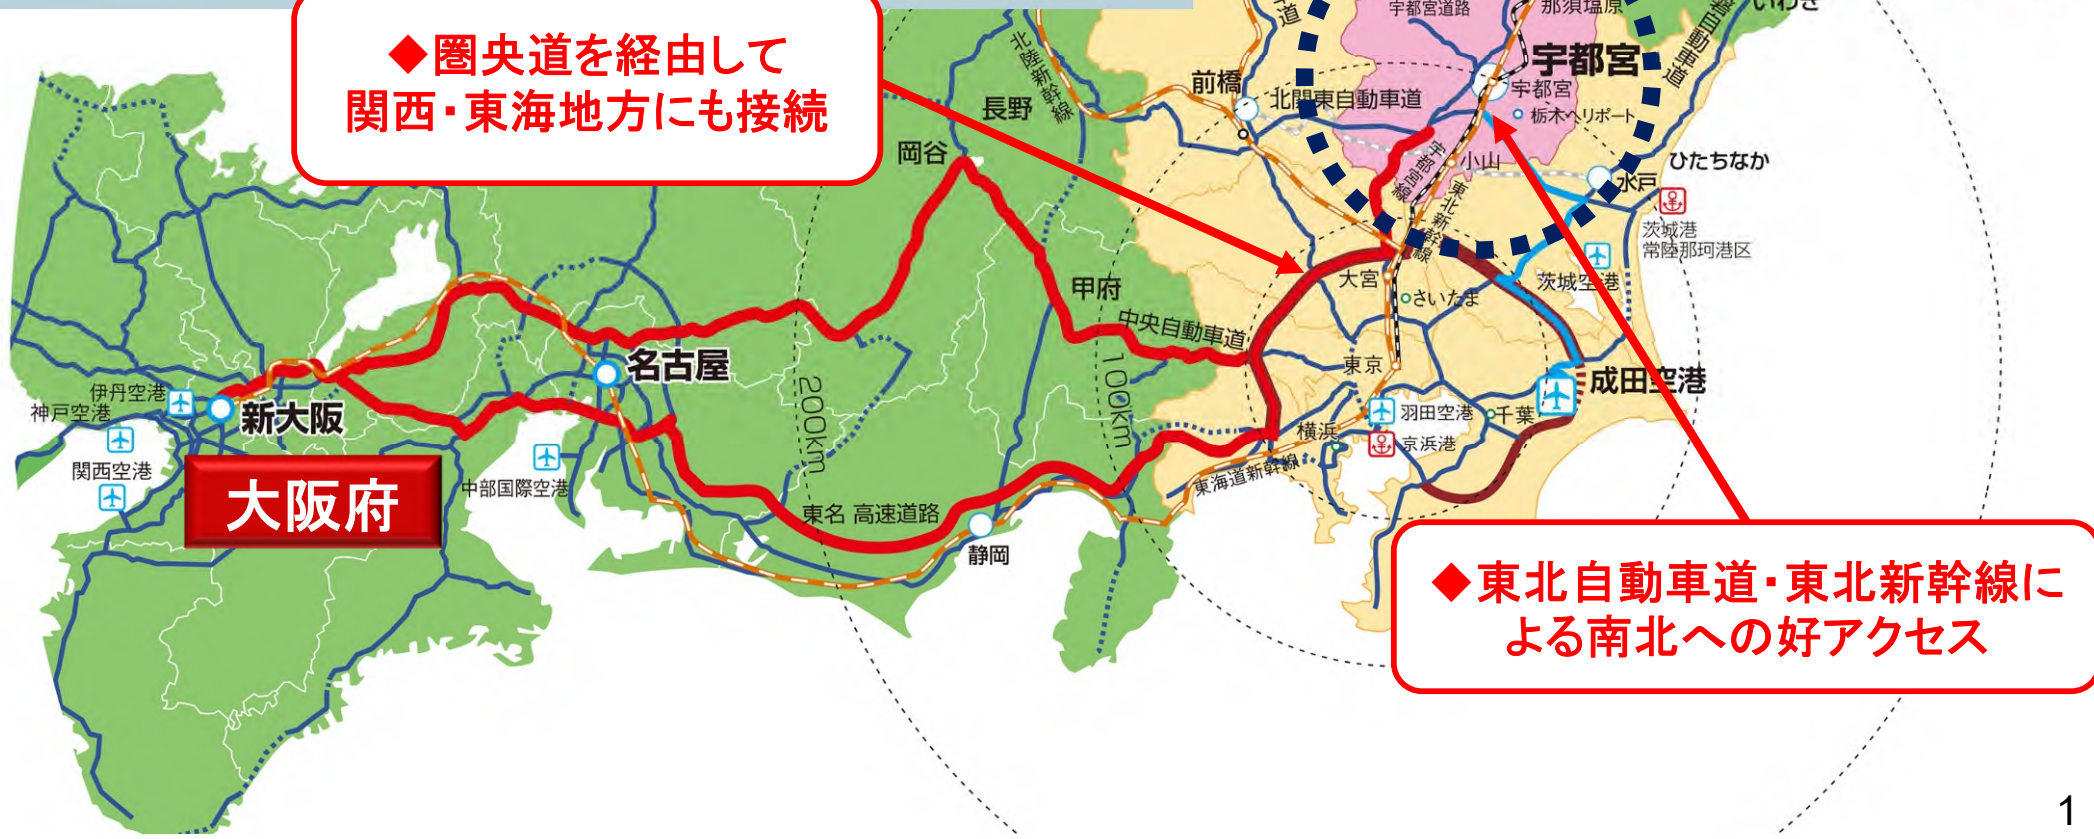 ◆圏央道を経由して
関西・東海地方にも接続
宇都宮道路
那須塩原
いわき
北陸新幹線
長野
前橋
北関東自動車道
宇都宮
宇都宮
栃木ヘリポート
岡谷
宇都宮線
小山
東北新幹線
水戸
ひたちなか
茨城港
常陸那珂港区
茨城空港
甲府
大宮
さいたま
中央自動車道
100km
200km
東京
成田空港
名古屋
伊丹空港
神戸空港
新大阪
関西空港
大阪府
中部国際空港
羽田空港
千葉
横浜
京浜港
東海道新幹線
東名 高速道路
静岡
◆東北自動車道・東北新幹線に
よる南北への好アクセス
1